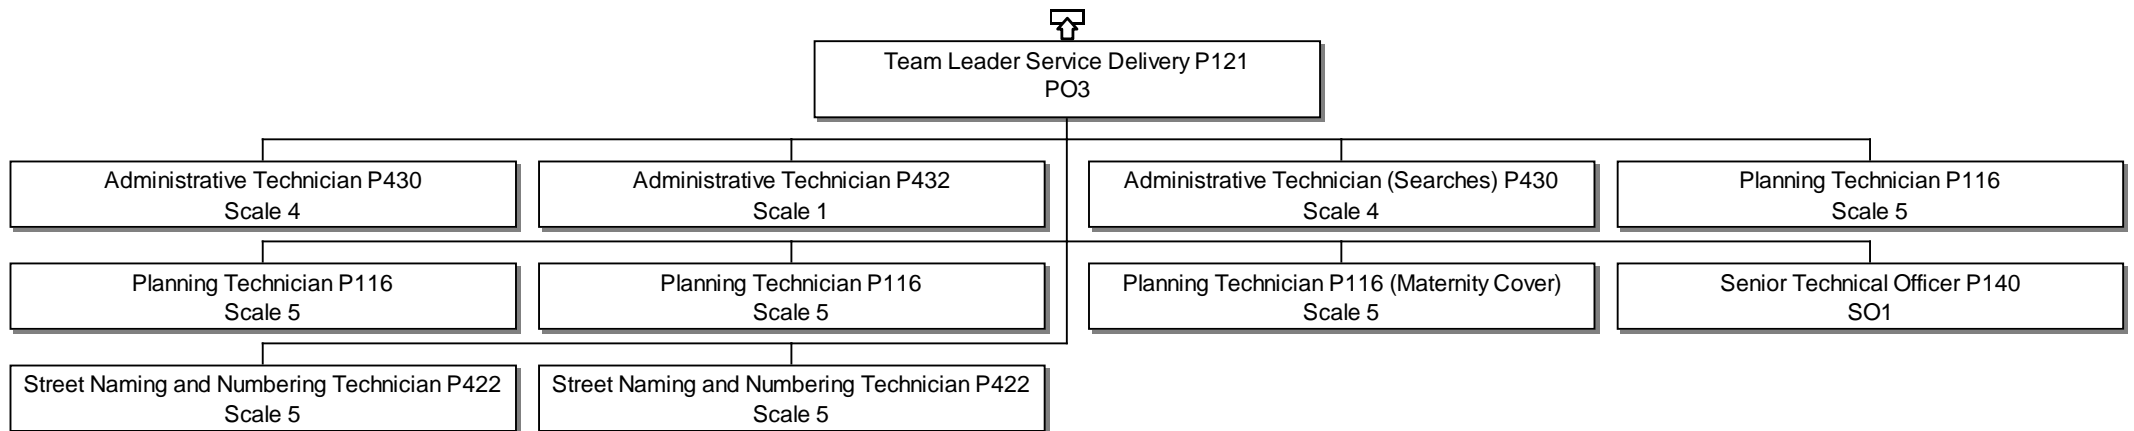 Team Leader Service Delivery P121
PO3
Administrative Technician P430
Scale 4
Administrative Technician P432
Scale 1
Administrative Technician (Searches) P430
Scale 4
Planning Technician P116
Scale 5
Planning Technician P116
Scale 5
Planning Technician P116
Scale 5
Planning Technician P116 (Maternity Cover)
Scale 5
Senior Technical Officer P140
SO1
Street Naming and Numbering Technician P422
Scale 5
Street Naming and Numbering Technician P422
Scale 5